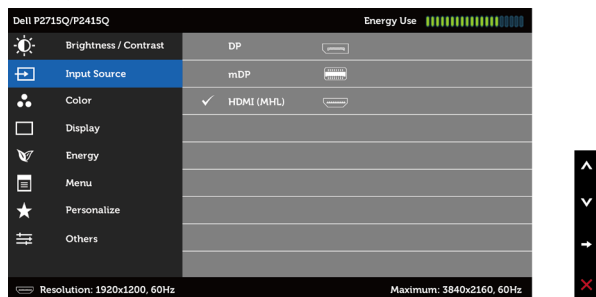 Dell P2715Q/P2415Q
Energy Use
Brightness / Contrast
DP
Input Source
mDP
Color
HDMI (MHL)
Display
Energy
Menu
Personalize
Others
Resolution: 1920x1200, 60Hz
Maximum: 3840x2160, 60Hz